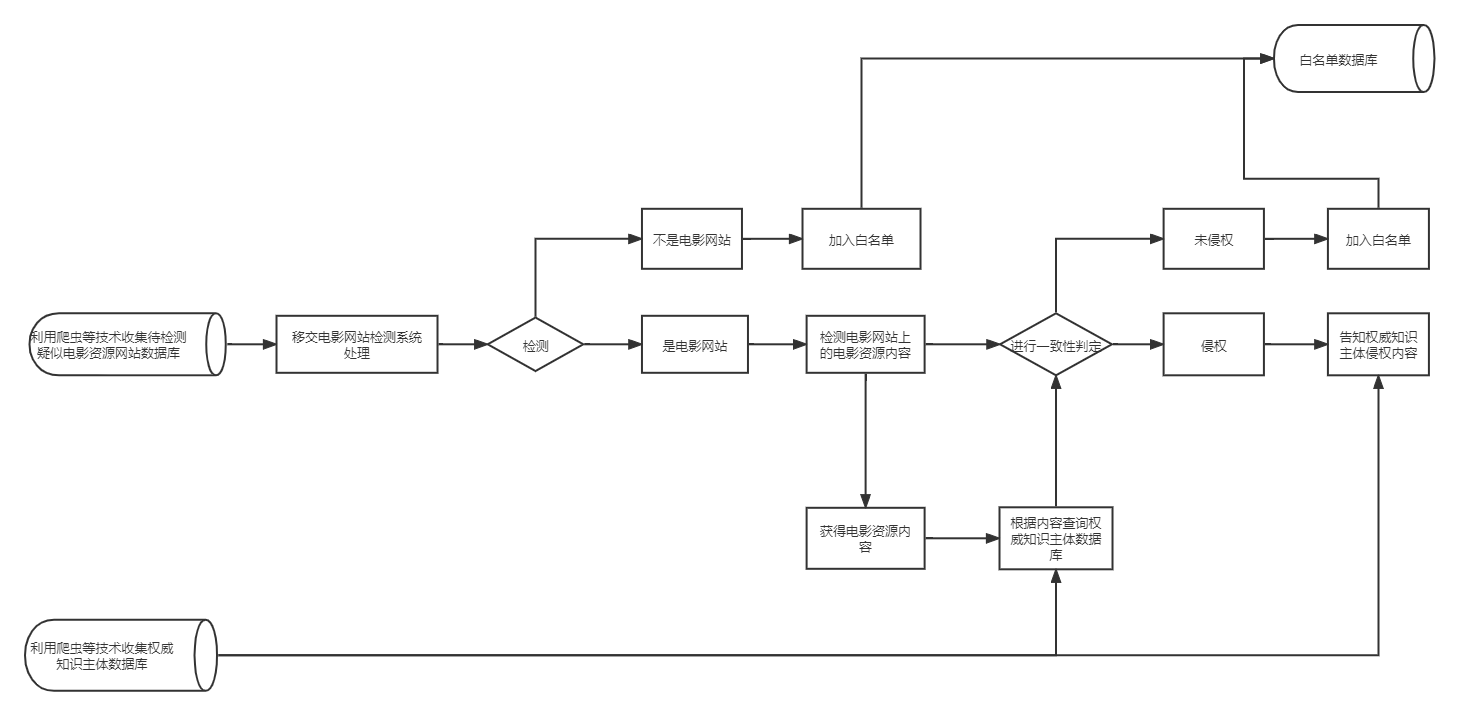 白名单数据库
不是电影网站
加入白名单
未侵权
加入白名单
利用爬虫等技术收集待检测
疑似电影资源网站数据库
移交电影网站检测系统
处理
检测
是电影网站
检测电影网站上
的电影资源内容
进行一致性判定
侵权
告知权威知识
主体侵权内容
获得电影资源内
容
根据内容查询权
威知识主体数据
库
利用爬虫等技术收集权威
知识主体数据库